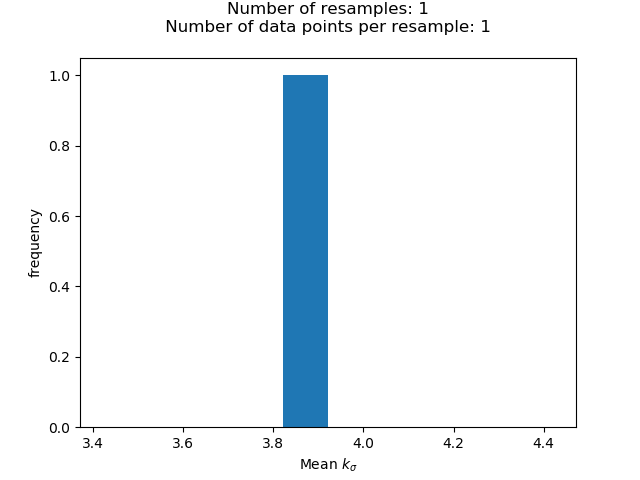 Number of resamples: 1
Number of data points per resample: 1
1.0
0.8
0.6
0.4
0.2
0.0
frequency
3.4 3.6 3.8 4.0 4.2 4.4
Mean kσ